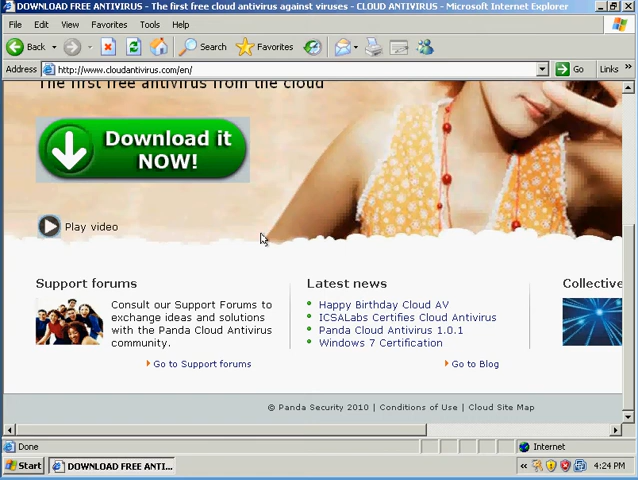 DOWNLOAD FREE ANTIVIRUS - The first free cloud antivirus against viruses - CLOUD ANTIVIRUS - Microsoft Internet Explorer
File Edit View Favorites Tools Help
Back Search Favorites
Address http://www.cloudantivirus.com/en/ Go Links
The first free antivirus from the cloud
Download it
NOW!
Play video
Support forums
Consult our Support Forums to
exchange ideas and solutions
with the Panda Cloud Antivirus
community.
Go to Support forums
Latest news
Happy Birthday Cloud AV
ICSALabs Certifies Cloud Antivirus
Panda Cloud Antivirus 1.0.1
Windows 7 Certification
Go to Blog
Collective
© Panda Security 2010 | Conditions of Use | Cloud Site Map
Done Internet
Start DOWNLOAD FREE ANTI... 4:24 PM